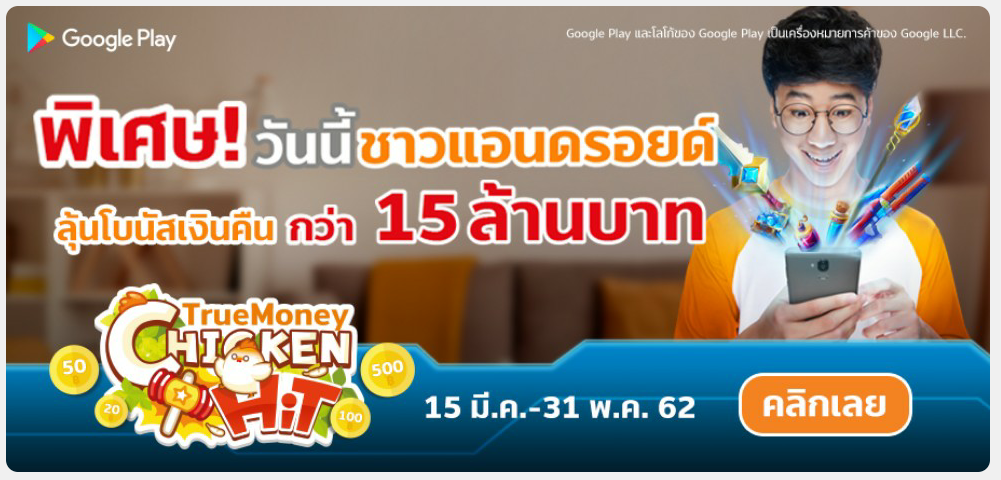 Google Play
Google Play และโลโก้ของ Google Play เป็นเครื่องหมายการค้าของ Google LLC.
พิเศษ! วันนี้ ชาวแอนดรอยด์
ลุ้นโบนัสเงินคืน กว่า 15 ล้านบาท
TrueMoney
CHICKEN
HiT
50
20
500
100
15 มี.ค.-31 พ.ค. 62
คลิกเลย